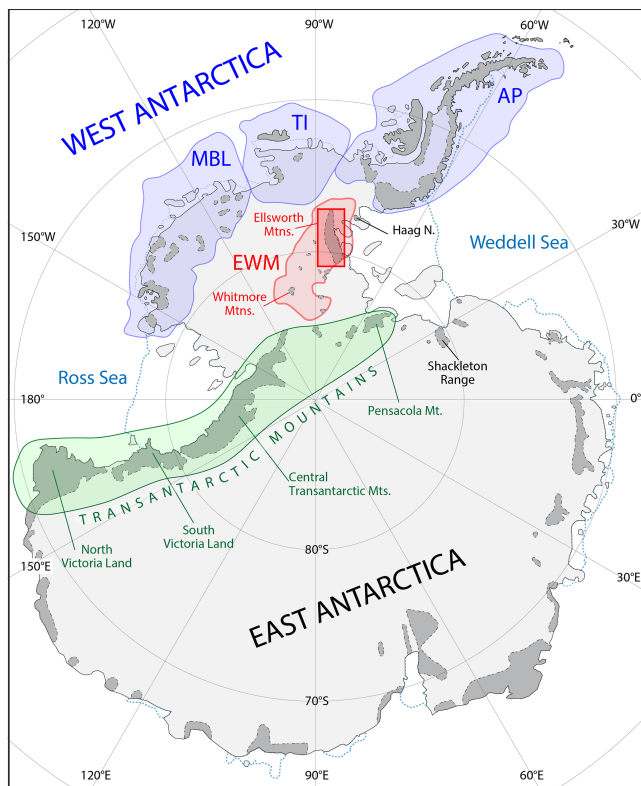 120°W
90°W
60°W
WEST ANTARCTICA
TI
AP
MBL
150°W
Ellsworth
Mtns.
Haag N.
30°W
Weddell Sea
EWM
Whitmore
Mtns.
Ross Sea
Shackleton
Range
180°
0°
Pensacola Mt.
TRANSANTARCTIC MOUNTAINS
Central
Transantarctic Mts.
South
Victoria Land
North
Victoria Land
80°S
150°E
30°E
EAST ANTARCTICA
70°S
120°E
90°E
60°E